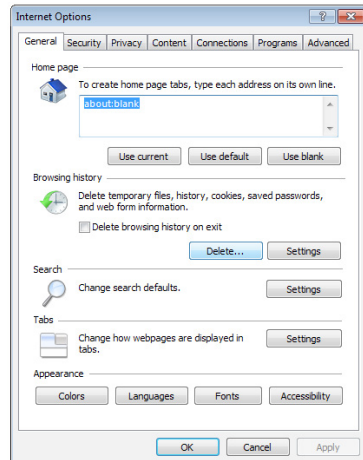 Internet Options
General Security Privacy Content Connections Programs Advanced
Home page
To create home page tabs, type each address on its own line.
about:blank
Use current Use default Use blank
Browsing history
Delete temporary files, history, cookies, saved passwords,
and web form information.
Delete browsing history on exit
Delete... Settings
Search
Change search defaults. Settings
Tabs
Change how webpages are displayed in
tabs.
Settings
Appearance
Colors Languages Fonts Accessibility
OK Cancel Apply